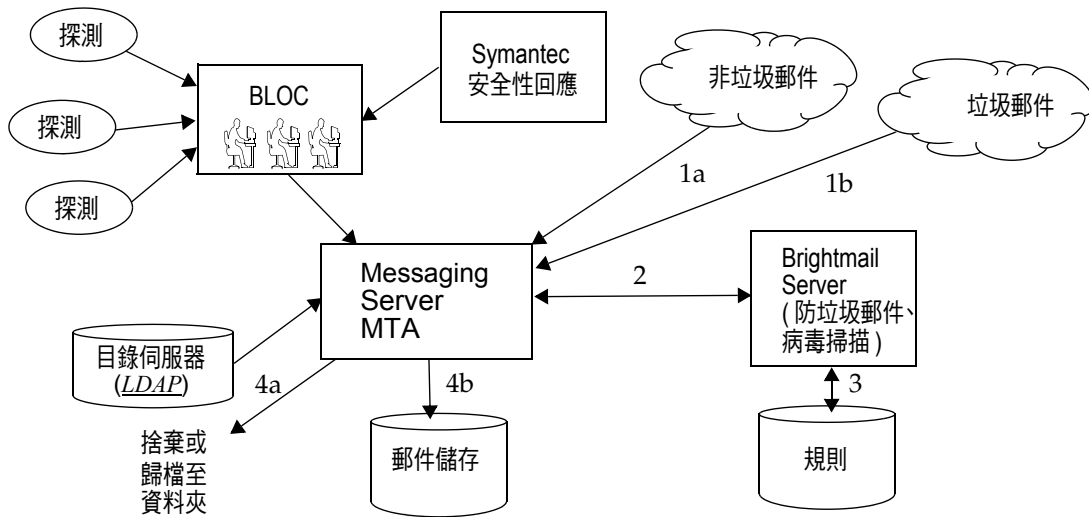 探測
探測
探測
BLOC
Symantec
安全性回應
非垃圾郵件
垃圾郵件
1a
1b
Messaging
Server
MTA
2
Brightmail
Server
( 防垃圾郵件、
病毒掃描 )
目錄伺服器
(LDAP)
4a
4b
3
捨棄或
歸檔至
資料夾
郵件儲存
規則